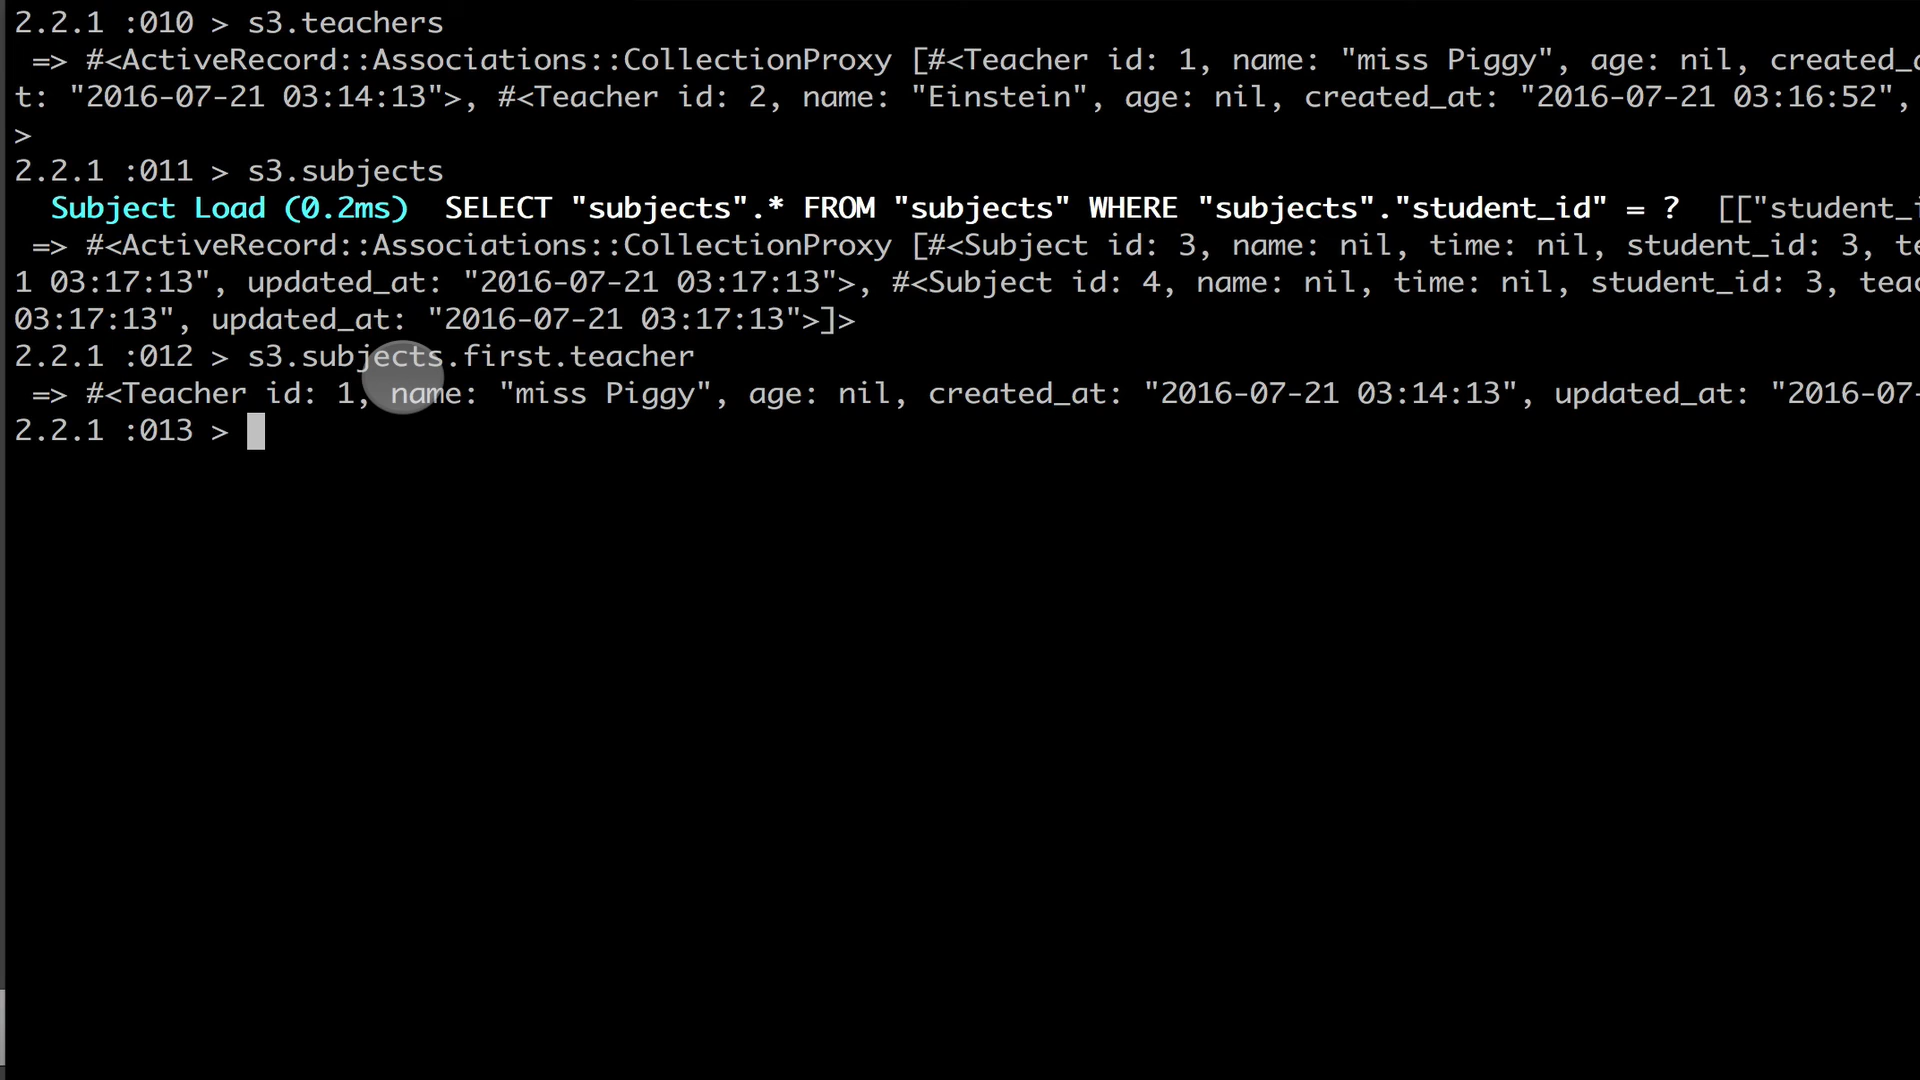 2.2.1 :010 > s3.teachers
=> #<ActiveRecord::Associations::CollectionProxy [#<Teacher id: 1, name: "miss Piggy", age: nil, created_a
t: "2016-07-21 03:14:13">, #<Teacher id: 2, name: "Einstein", age: nil, created_at: "2016-07-21 03:16:52",
>
2.2.1 :011 > s3.subjects
Subject Load (0.2ms)  SELECT "subjects".* FROM "subjects" WHERE "subjects"."student_id" = ?  [["student_i
=> #<ActiveRecord::Associations::CollectionProxy [#<Subject id: 3, name: nil, time: nil, student_id: 3, te
1 03:17:13", updated_at: "2016-07-21 03:17:13">, #<Subject id: 4, name: nil, time: nil, student_id: 3, teac
03:17:13", updated_at: "2016-07-21 03:17:13">]>
2.2.1 :012 > s3.subjects.first.teacher
=> #<Teacher id: 1, name: "miss Piggy", age: nil, created_at: "2016-07-21 03:14:13", updated_at: "2016-07-
2.2.1 :013 >